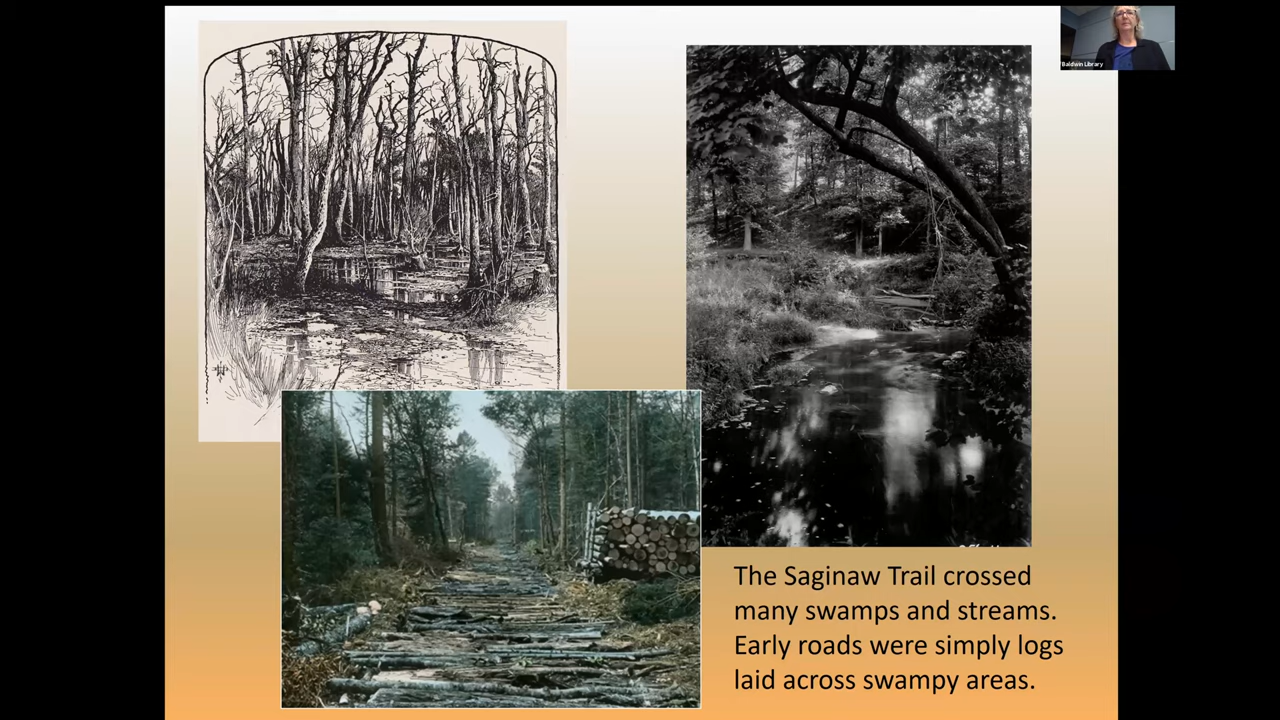 Baldwin Library
The Saginaw Trail crossed
many swamps and streams.
Early roads were simply logs
laid across swampy areas.